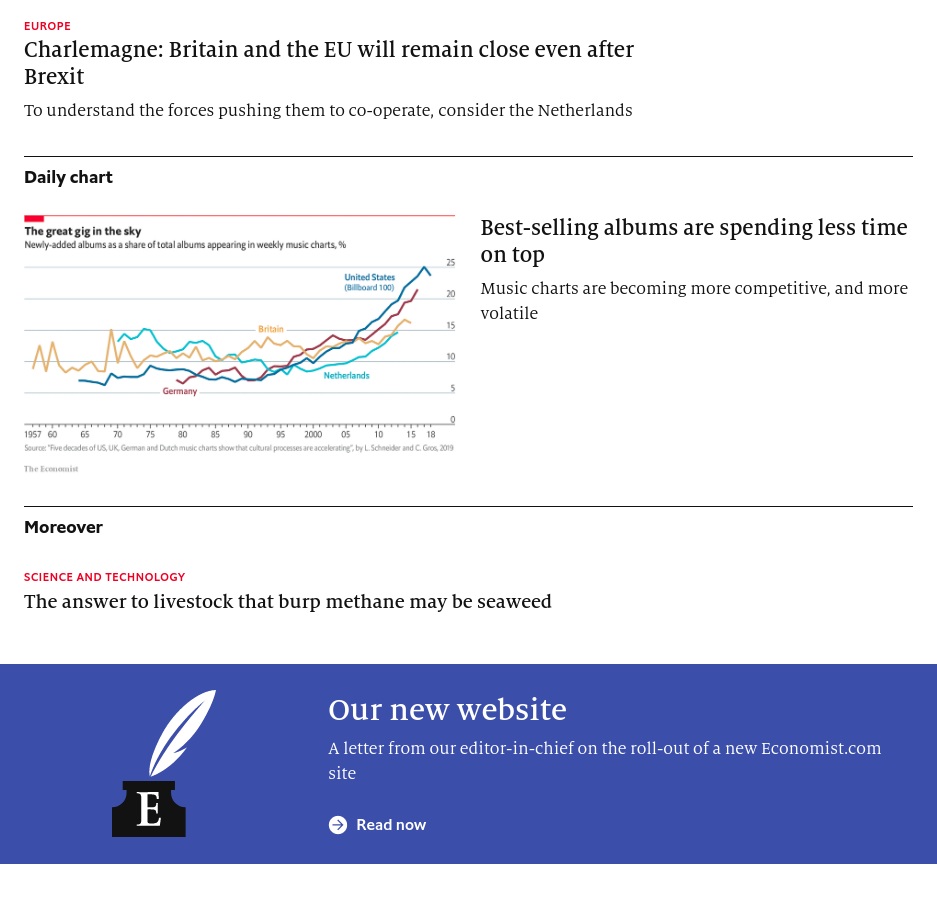 EUROPE
Charlemagne: Britain and the EU will remain close even after
Brexit
To understand the forces pushing them to co-operate, consider the Netherlands
Daily chart
The great gig in the sky
Newly-added albums as a share of total albums appearing in weekly music charts, %
25
United States
(Billboard 100)
20
Britain
15
10
Netherlands
Germany
5
0
1957 60 65 70 75 80 85 90 95 2000 05 10 15 18
Source: "Five decades of US, UK, German and Dutch music charts show that cultural processes are accelerating", by L. Schneider and C. Gros, 2019
The Economist
Best-selling albums are spending less time
on top
Music charts are becoming more competitive, and more
volatile
Moreover
SCIENCE AND TECHNOLOGY
The answer to livestock that burp methane may be seaweed
E
Our new website
A letter from our editor-in-chief on the roll-out of a new Economist.com
site
Read now